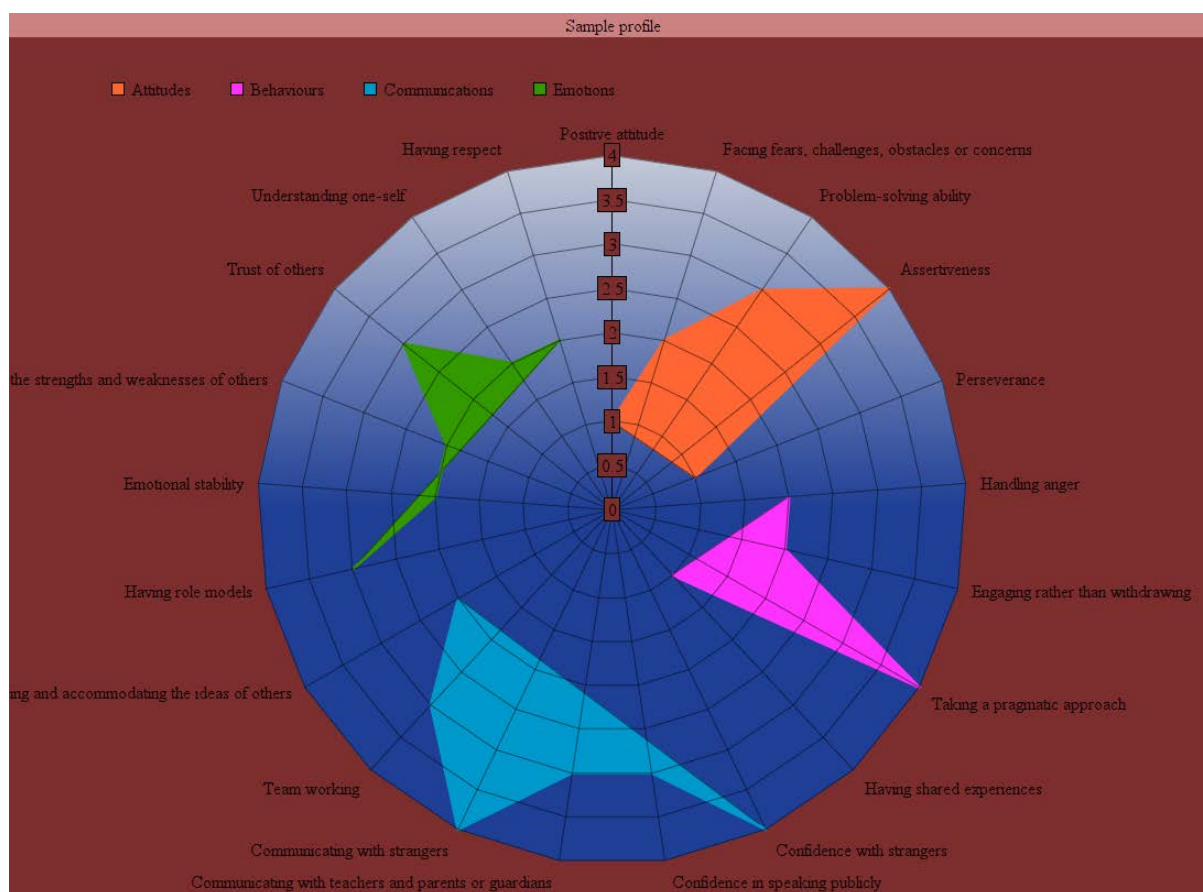 Sample profile
Attitudes Behaviours Communications Emotions
Positive attitude
Having respect
Facing fears, challenges, obstacles or concerns
Understanding one-self
Problem-solving ability
Trust of others
Assertiveness
the strengths and weaknesses of others
Perseverance
Emotional stability
Handling anger
Having role models
Engaging rather than withdrawing
and accommodating the ideas of others
Taking a pragmatic approach
Team working
Having shared experiences
Communicating with strangers
Confidence with strangers
Communicating with teachers and parents or guardians
Confidence in speaking publicly
4
3.5
3
2.5
2
1.5
1
0.5
0